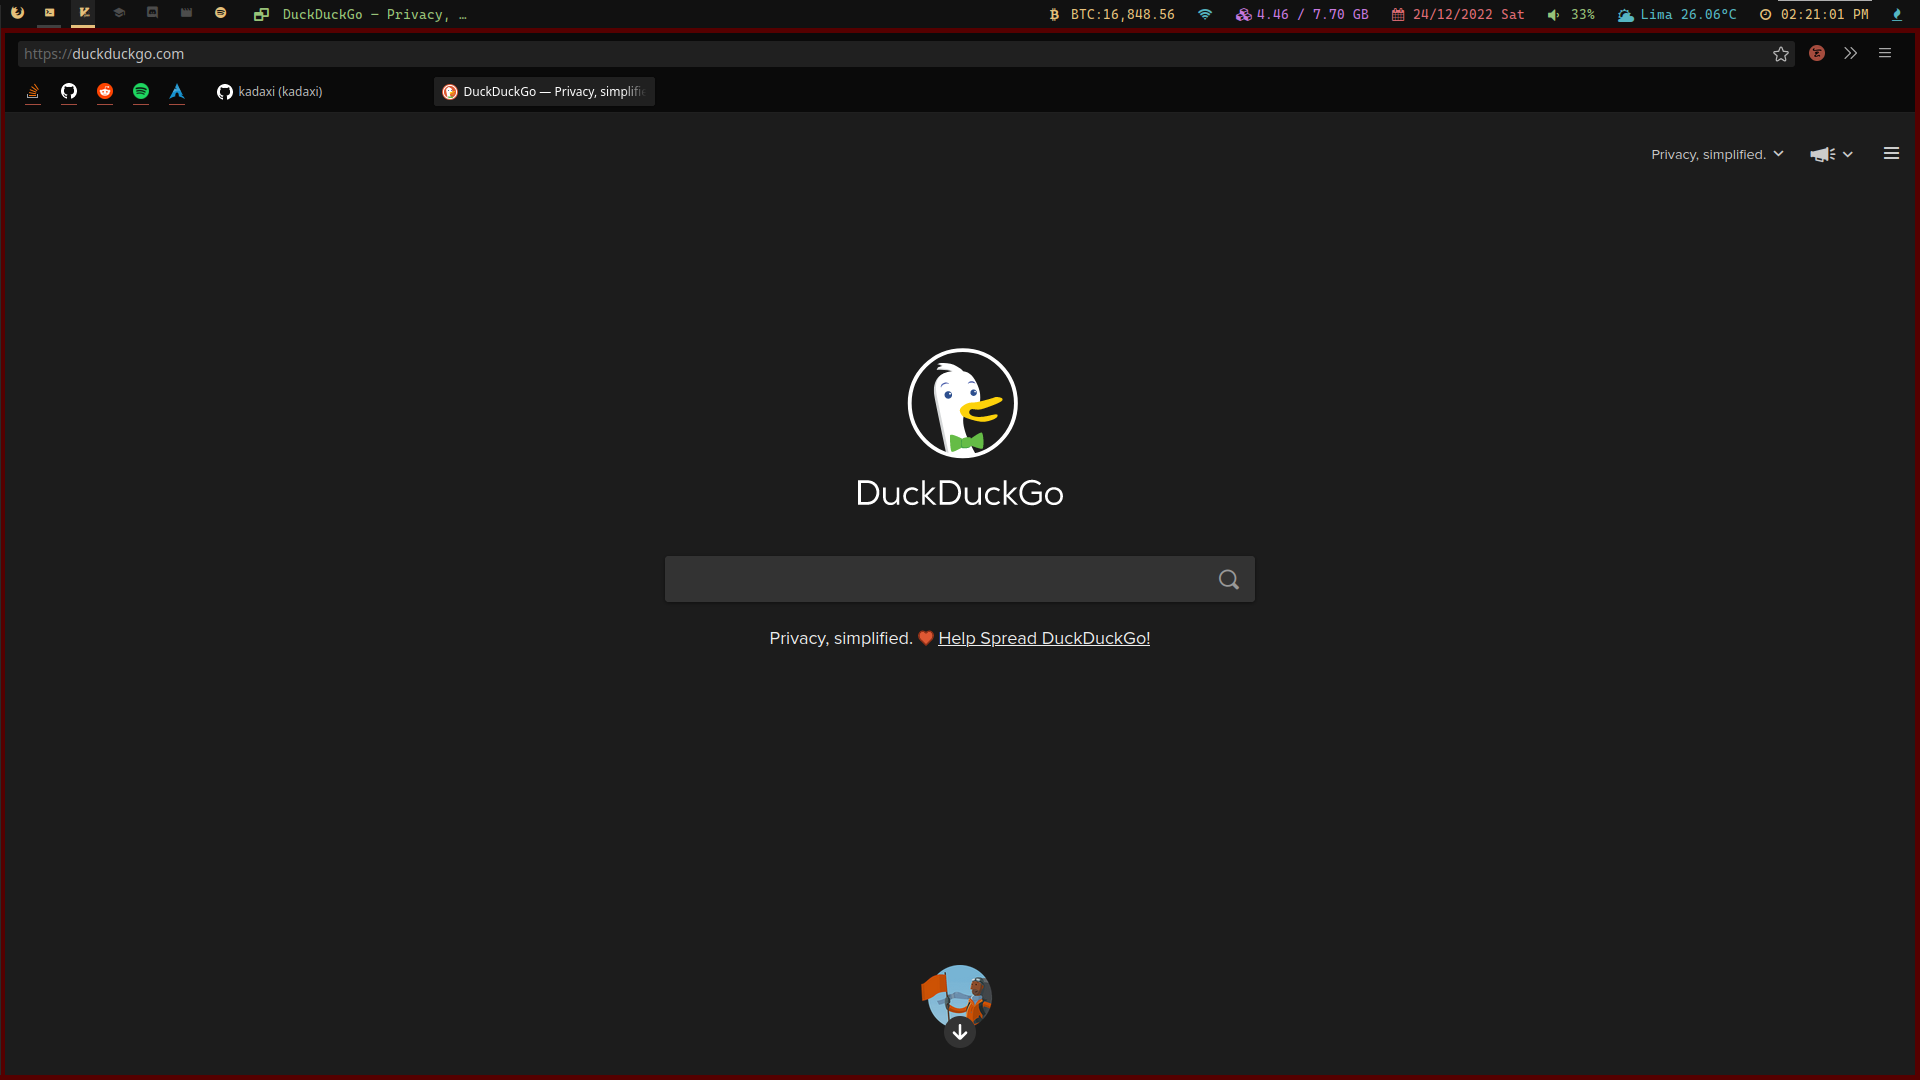 DuckDuckGo — Privacy, …
BTC:16,848.56
4.46 / 7.70 GB
24/12/2022 Sat
33%
Lima 26.06°C
02:21:01 PM
https://duckduckgo.com
kadaxi (kadaxi)
DuckDuckGo — Privacy, simplifie
Privacy, simplified.
DuckDuckGo
Privacy, simplified. ❤️ Help Spread DuckDuckGo!